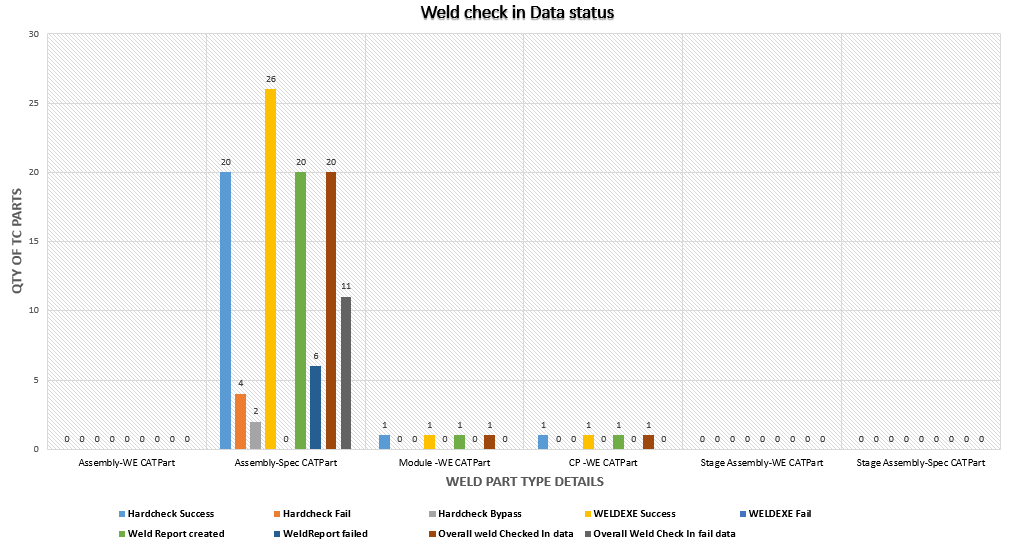 Weld check in Data status
30
25
20
15
10
5
0
QTY OF TC PARTS
0 0 0 0 0 0 0 0 0
20 4 2 26 0 20 6 20 11
1 0 0 1 0 1 0 1 0
1 0 0 1 0 1 0 1 0
0 0 0 0 0 0 0 0 0
0 0 0 0 0 0 0 0 0
Assembly-WE CATPart
Assembly-Spec CATPart
Module -WE CATPart
CP -WE CATPart
Stage Assembly-WE CATPart
Stage Assembly-Spec CATPart
WELD PART TYPE DETAILS
Hardcheck Success
Hardcheck Fail
Hardcheck Bypass
WELDEXE Success
WELDEXE Fail
Weld Report created
WeldReport failed
Overall weld Checked In data
Overall Weld Check In fail data